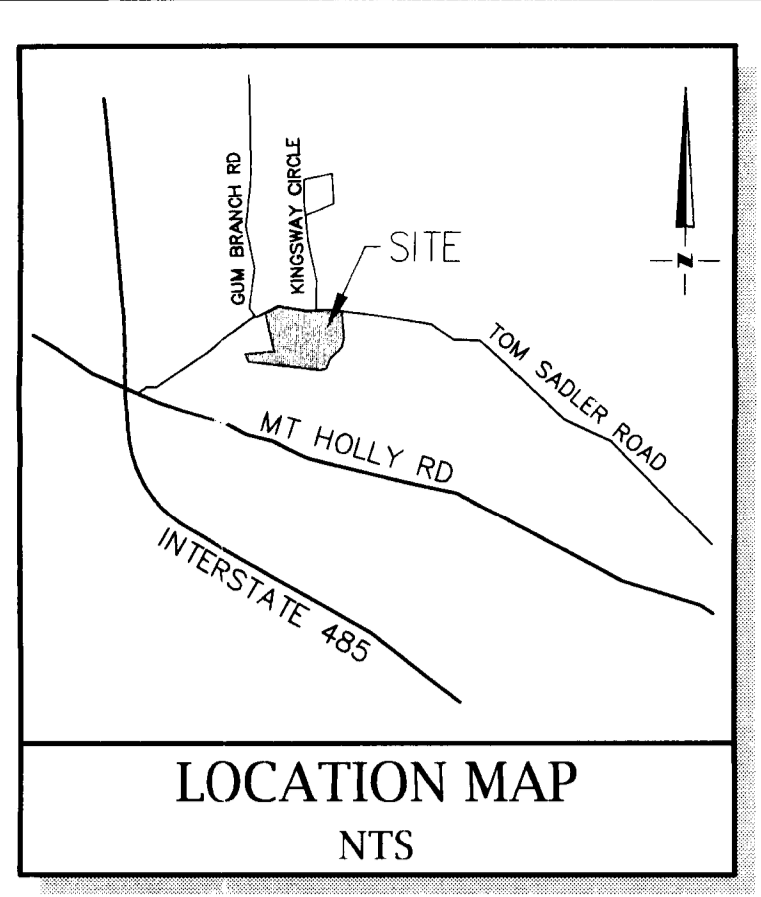 GUM BRANCH RD
KINGSWAY CIRCLE
SITE
N
TOM SADLER ROAD
MT HOLLY RD
INTERSTATE 485
LOCATION MAP
NTS